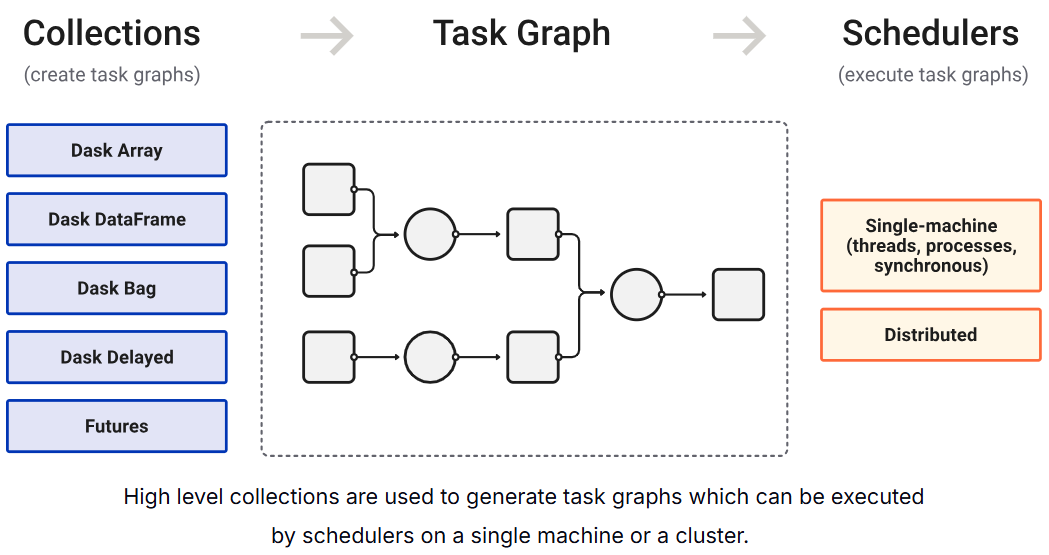 Collections
(create task graphs)
Task Graph
Schedulers
(execute task graphs)
Dask Array
Dask DataFrame
Dask Bag
Dask Delayed
Futures
Single-machine
(threads, processes,
synchronous)
Distributed
High level collections are used to generate task graphs which can be executed
by schedulers on a single machine or a cluster.